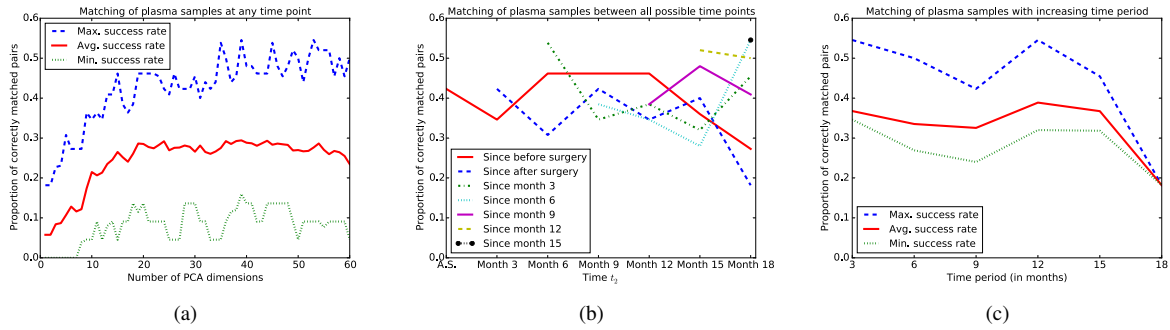 Matching of plasma samples at any time point
0.6
0.5
0.4
0.3
0.2
0.1
0.0
Proportion of correctly matched pairs
Max. success rate
Avg. success rate
Min. success rate
0
10
20
30
40
50
60
Number of PCA dimensions
(a)
Matching of plasma samples between all possible time points
0.6
0.5
0.4
0.3
0.2
0.1
0.0
Proportion of correctly matched pairs
Since before surgery
Since after surgery
Since month 3
Since month 6
Since month 9
Since month 12
Since month 15
A.S.
Month 3
Month 6
Month 9
Month 12
Month 15
Month 18
Time t₂
(b)
Matching of plasma samples with increasing time period
0.6
0.5
0.4
0.3
0.2
0.1
0.0
Proportion of correctly matched pairs
Max. success rate
Avg. success rate
Min. success rate
3
6
9
12
15
18
Time period (in months)
(c)